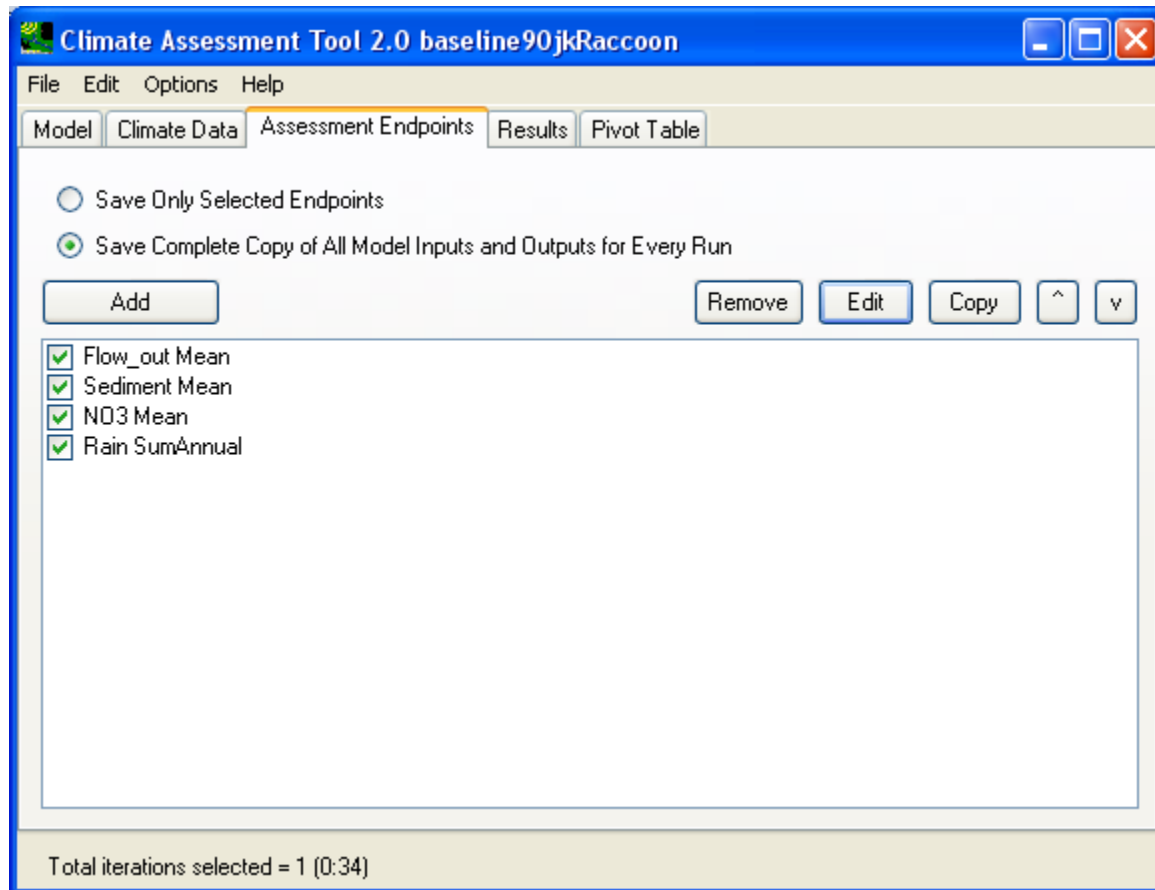 Climate Assessment Tool 2.0 baseline90jkRaccoon
File Edit Options Help
Model Climate Data Assessment Endpoints Results Pivot Table
Save Only Selected Endpoints
Save Complete Copy of All Model Inputs and Outputs for Every Run
Add Remove Edit Copy ^ v
Flow_out Mean
Sediment Mean
NO3 Mean
Rain SumAnnual
Total iterations selected = 1 (0:34)